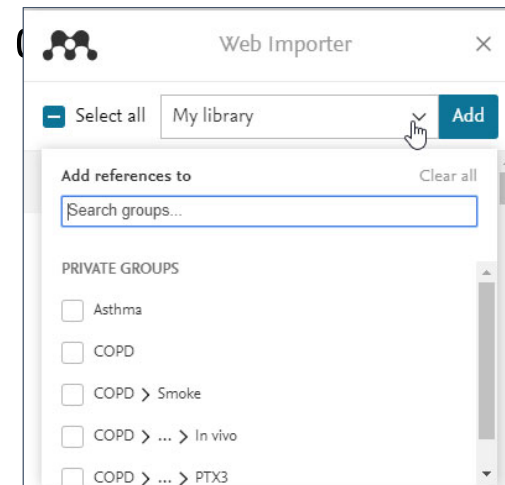 Web Importer
Select all My library Add
Add references to Clear all
Search groups...
PRIVATE GROUPS
Asthma
COPD
COPD > Smoke
COPD > ... > In vivo
COPD > ... > PTX3